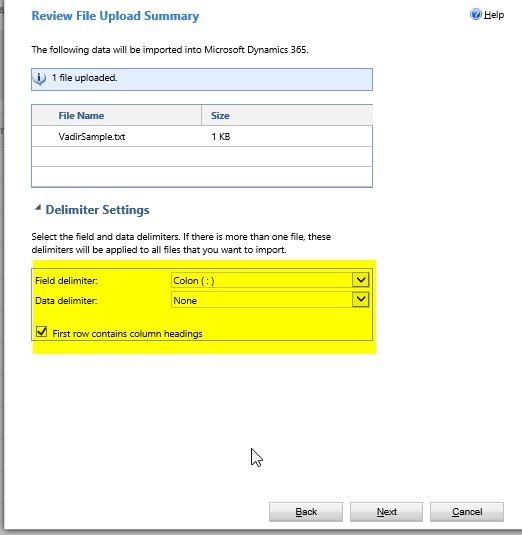 Review File Upload Summary
Help
The following data will be imported into Microsoft Dynamics 365.
1 file uploaded.
File Name Size
VadirSample.txt 1 KB
Delimiter Settings
Select the field and data delimiters. If there is more than one file, these
delimiters will be applied to all files that you want to import.
Field delimiter: Colon ( : )
Data delimiter: None
First row contains column headings
Back Next Cancel